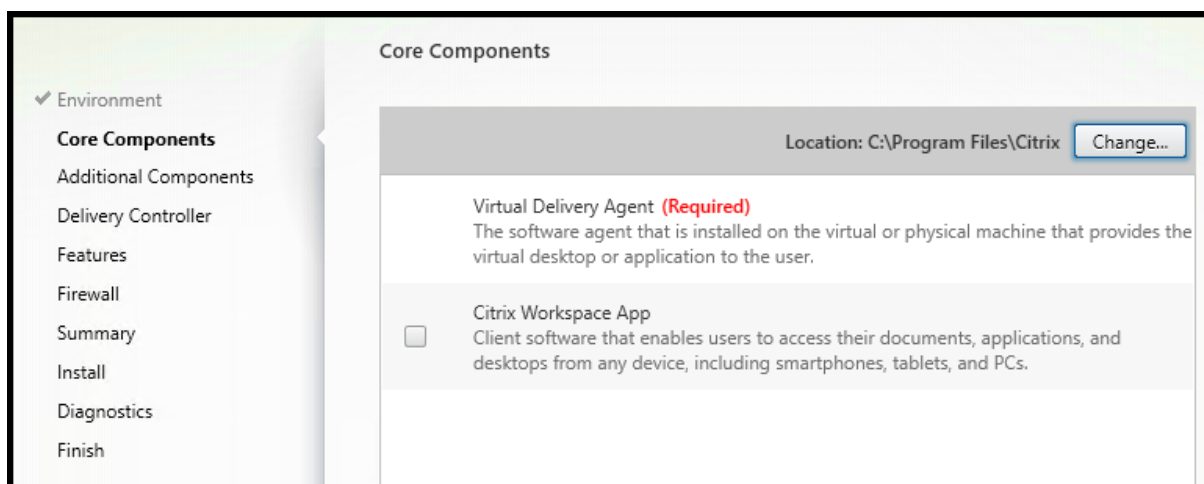 Core Components
Environment
Core Components
Additional Components
Delivery Controller
Features
Firewall
Summary
Install
Diagnostics
Finish
Location: C:\Program Files\Citrix Change...
Virtual Delivery Agent (Required)
The software agent that is installed on the virtual or physical machine that provides the
virtual desktop or application to the user.
Citrix Workspace App
Client software that enables users to access their documents, applications, and
desktops from any device, including smartphones, tablets, and PCs.